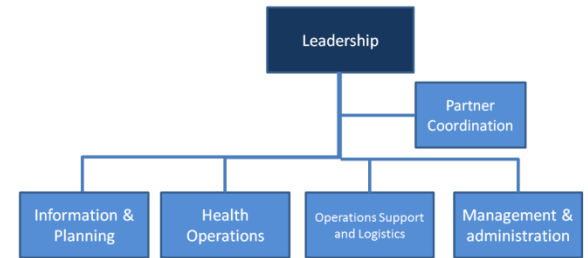 Leadership
Partner
Coordination
Information &
Planning
Health
Operations
Operations Support
and Logistics
Management &
administration